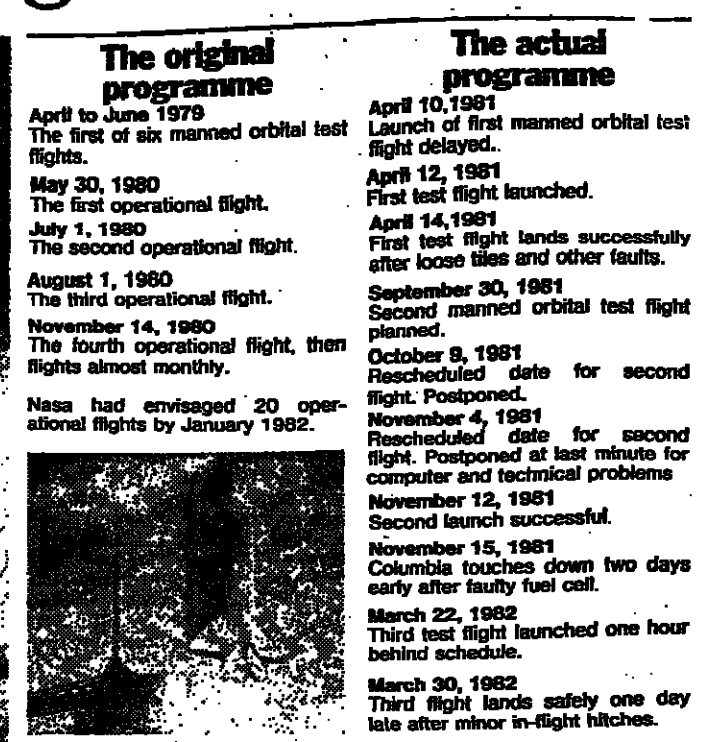 The original
programme
April to June 1979
The first of six manned orbital test
flights.
May 30, 1980
The first operational flight.
July 1, 1980
The second operational flight.
August 1, 1980
The third operational flight.
November 14, 1980
The fourth operational flight, then
flights almost monthly.
Nasa had envisaged 20 oper-
ational flights by January 1982.
The actual
programme
April 10,1981
Launch of first manned orbital test
flight delayed..
April 12, 1981
First test flight launched.
April 14,1981
First test flight lands successfully
after loose tiles and other faults.
September 30, 1981
Second manned orbital test flight
planned.
October 9, 1981
Rescheduled date for second
flight. Postponed.
November 4, 1981
Rescheduled date for second
flight. Postponed at last minute for
computer and technical problems
November 12, 1981
Second launch successful.
November 15, 1981
Columbia touches down two days
early after faulty fuel cell.
March 22, 1982
Third test flight launched one hour
behind schedule.
March 30, 1982
Third flight lands safely one day
late after minor in-flight hitches.